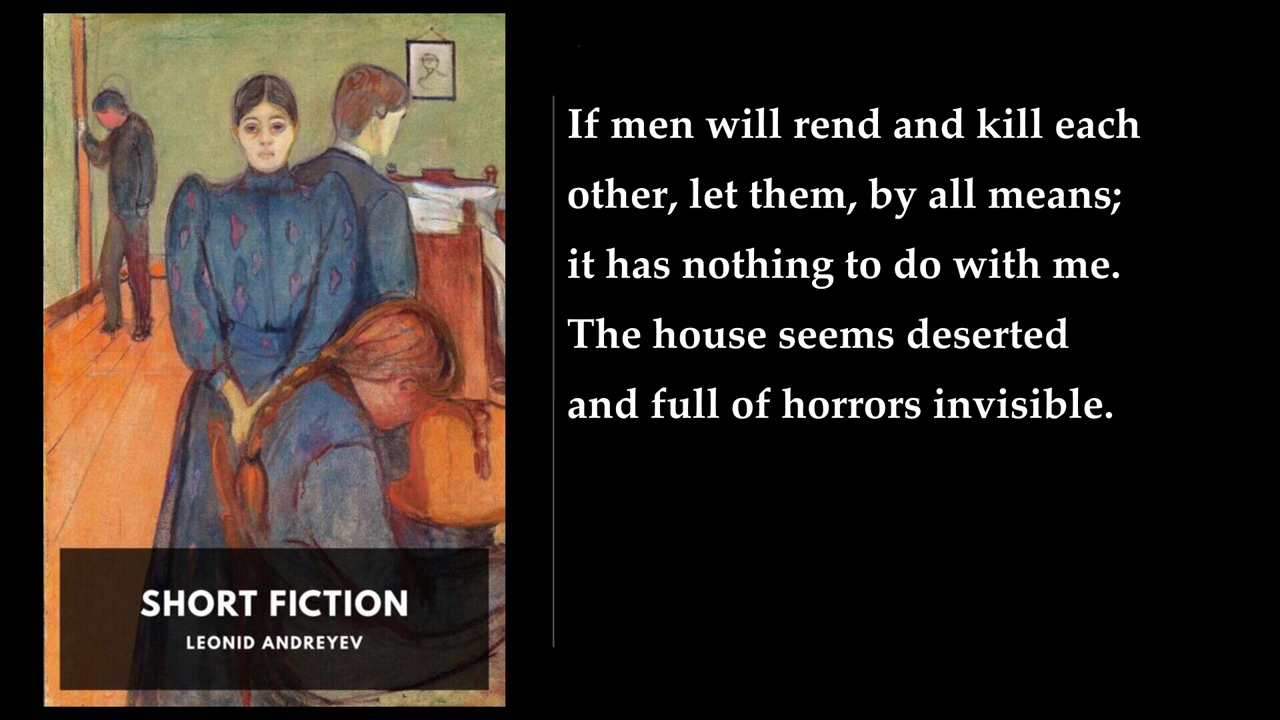 SHORT FICTION
LEONID ANDREYEV
If men will rend and kill each
other, let them, by all means;
it has nothing to do with me.
The house seems deserted
and full of horrors invisible.